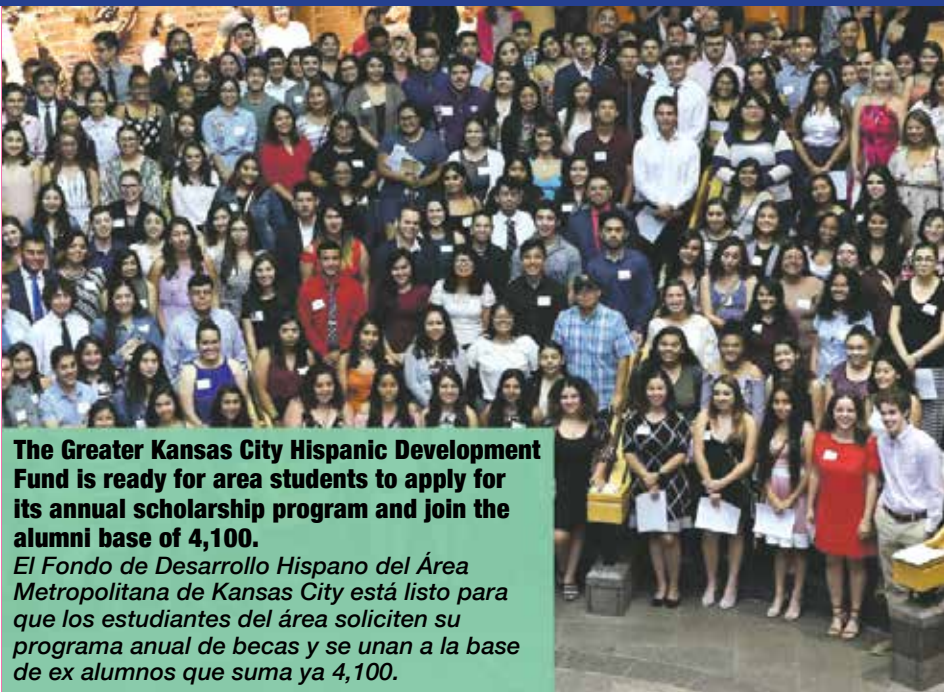 The Greater Kansas City Hispanic Development
Fund is ready for area students to apply for
its annual scholarship program and join the
alumni base of 4,100.
El Fondo de Desarrollo Hispano del Área
Metropolitana de Kansas City está listo para
que los estudiantes del área soliciten su
programa anual de becas y se unan a la base
de ex alumnos que suma ya 4,100.